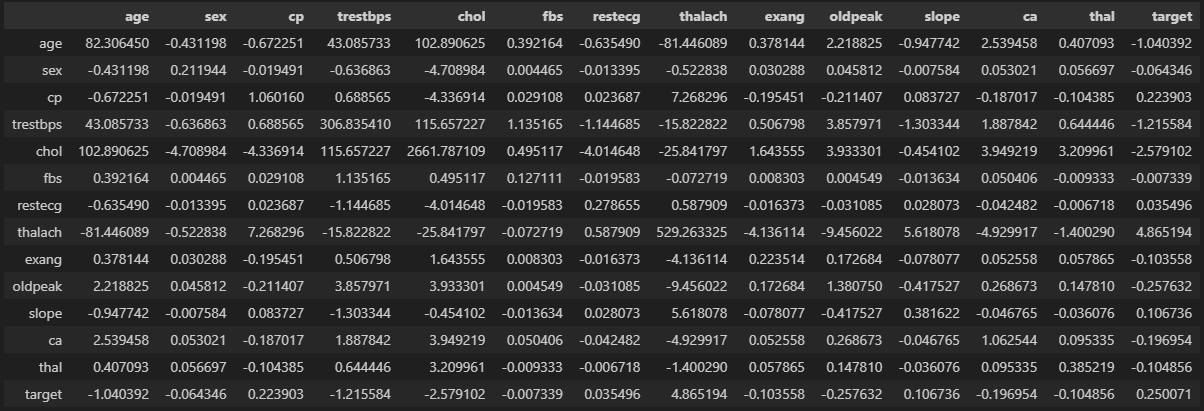 age sex cp trestbps chol fbs restecg thalach exang oldpeak slope ca thal target
age 82.306450 -0.431198 -0.672251 43.085733 102.890625 0.392164 -0.635490 -81.446089 0.378144 2.218825 -0.947742 2.539458 0.407093 -1.040392
sex -0.431198 0.211944 -0.019491 -0.636863 -4.708984 0.004465 -0.013395 -0.522838 0.030288 0.045812 -0.007584 0.053021 0.056697 -0.064346
cp -0.672251 -0.019491 1.060160 0.688565 -4.336914 0.029108 0.023687 7.268296 -0.195451 -0.211407 0.083727 -0.187017 -0.104385 0.223903
trestbps 43.085733 -0.636863 0.688565 306.835410 115.657227 1.135165 -1.144685 -15.822822 0.506798 3.857971 -1.303344 1.887842 0.644446 -1.215584
chol 102.890625 -4.708984 -4.336914 115.657227 2661.787109 0.495117 -4.014648 -25.841797 1.643555 3.933301 -0.454102 3.949219 3.209961 -2.579102
fbs 0.392164 0.004465 0.029108 1.135165 0.495117 0.127111 -0.019583 -0.072719 0.008303 0.004549 -0.013634 0.050406 -0.009333 -0.007339
restecg -0.635490 -0.013395 0.023687 -1.144685 -4.014648 -0.019583 0.278655 0.587909 -0.016373 -0.031085 0.028073 -0.042482 -0.006718 0.035496
thalach -81.446089 -0.522838 7.268296 -15.822822 -25.841797 -0.072719 0.587909 529.263325 -4.136114 -9.456022 5.618078 -4.929917 -1.400290 4.865194
exang 0.378144 0.030288 -0.195451 0.506798 1.643555 0.008303 -0.016373 -4.136114 0.223514 0.172684 -0.078077 0.052558 0.057865 -0.103558
oldpeak 2.218825 0.045812 -0.211407 3.857971 3.933301 0.004549 -0.031085 -9.456022 0.172684 1.380750 -0.417527 0.268673 0.147810 -0.257632
slope -0.947742 -0.007584 0.083727 -1.303344 -0.454102 -0.013634 0.028073 5.618078 -0.078077 -0.417527 0.381622 -0.046765 -0.036076 0.106736
ca 2.539458 0.053021 -0.187017 1.887842 3.949219 0.050406 -0.042482 -4.929917 0.052558 0.268673 -0.046765 1.062544 0.095335 -0.196954
thal 0.407093 0.056697 -0.104385 0.644446 3.209961 -0.009333 -0.006718 -1.400290 0.057865 0.147810 -0.036076 0.095335 0.385219 -0.104856
target -1.040392 -0.064346 0.223903 -1.215584 -2.579102 -0.007339 0.035496 4.865194 -0.103558 -0.257632 0.106736 -0.196954 -0.104856 0.250071